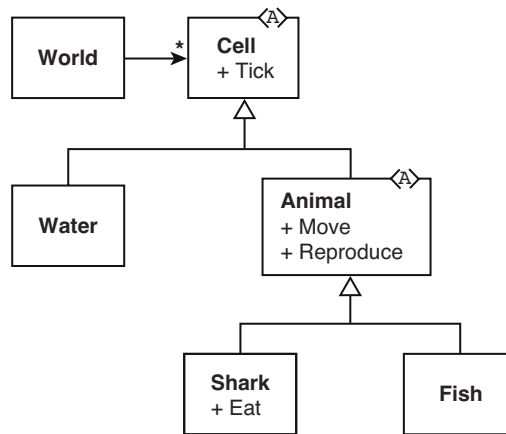 <A>
World
*
Cell
+ Tick
<A>
Water
Animal
+ Move
+ Reproduce
Shark
+ Eat
Fish